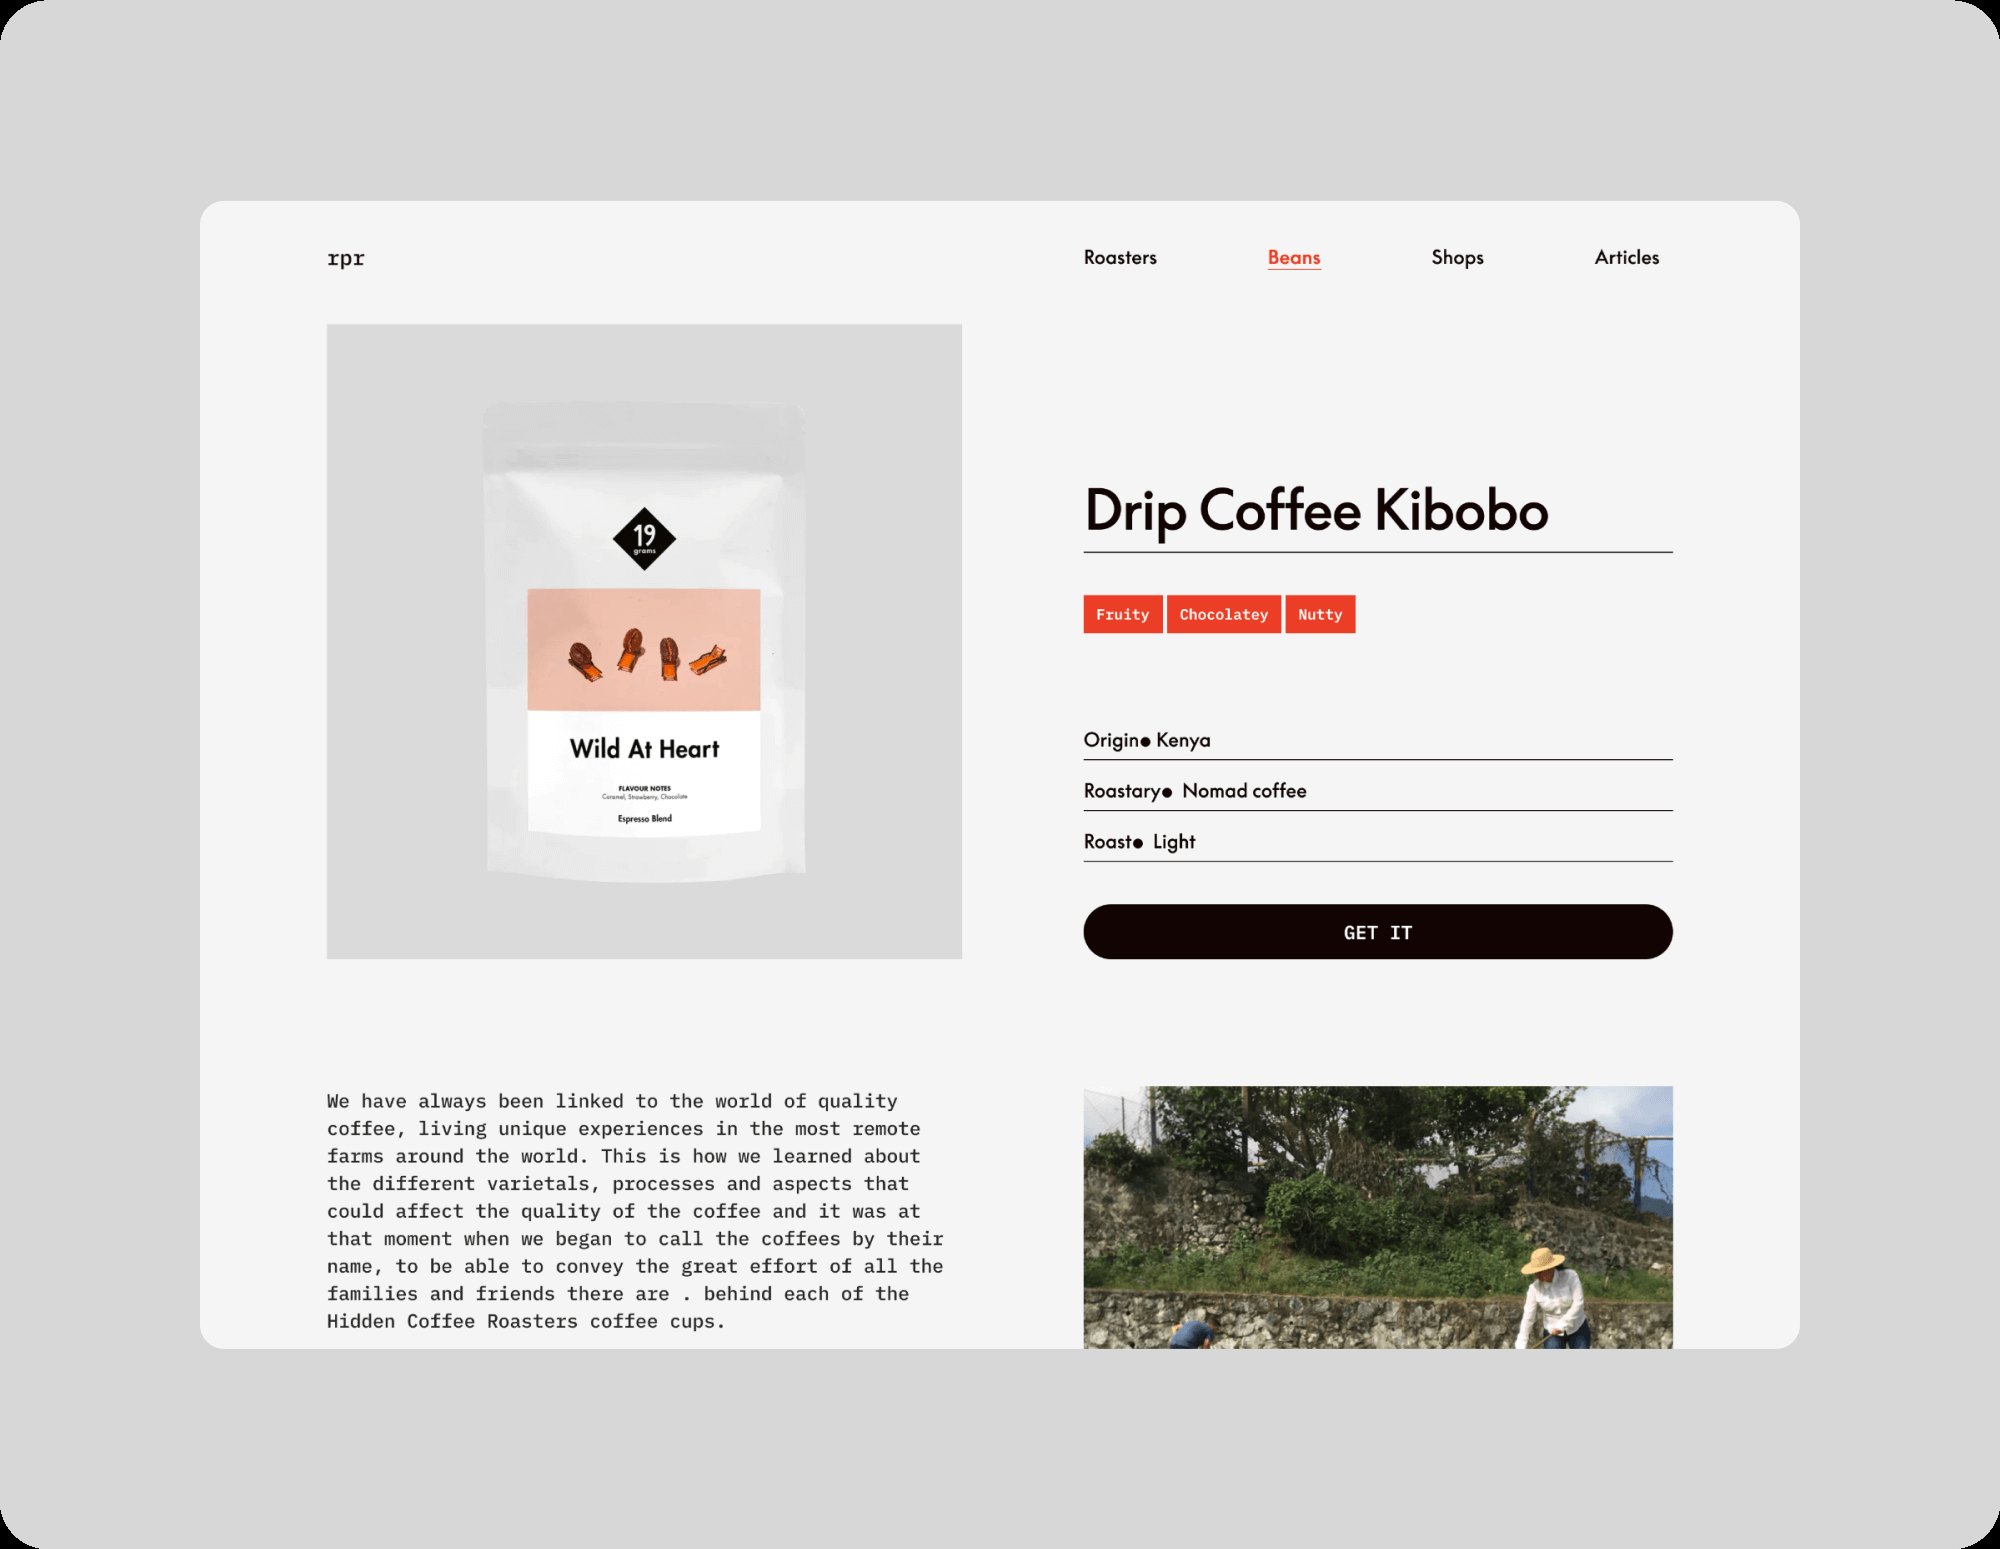 rpr
Roasters
Beans
Shops
Articles
19
grams
Wild At Heart
FLAVOUR NOTES
Caramel, Strawberry, Chocolate
Espresso Blend
Drip Coffee Kibobo
Fruity
Chocolatey
Nutty
Origin● Kenya
Roastary● Nomad coffee
Roast● Light
GET IT
We have always been linked to the world of quality
coffee, living unique experiences in the most remote
farms around the world. This is how we learned about
the different varietals, processes and aspects that
could affect the quality of the coffee and it was at
that moment when we began to call the coffees by their
name, to be able to convey the great effort of all the
families and friends there are . behind each of the
Hidden Coffee Roasters coffee cups.